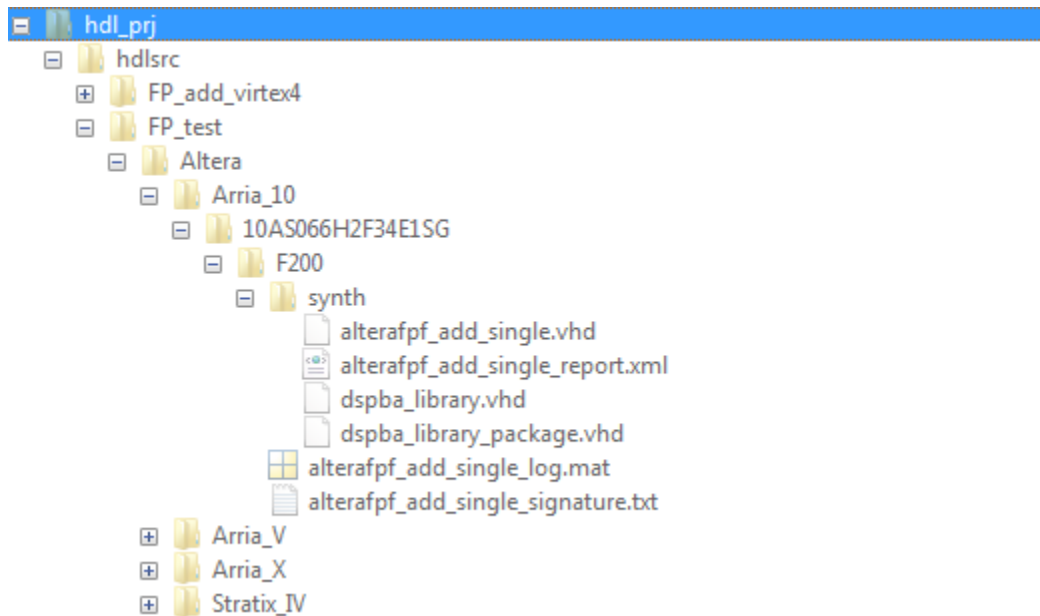 hdl_prj
hdlsrc
FP_add_virtex4
FP_test
Altera
Arria_10
10AS066H2F34E1SG
F200
synth
alterafpf_add_single.vhd
alterafpf_add_single_report.xml
dspba_library.vhd
dspba_library_package.vhd
alterafpf_add_single_log.mat
alterafpf_add_single_signature.txt
Arria_V
Arria_X
Stratix_IV